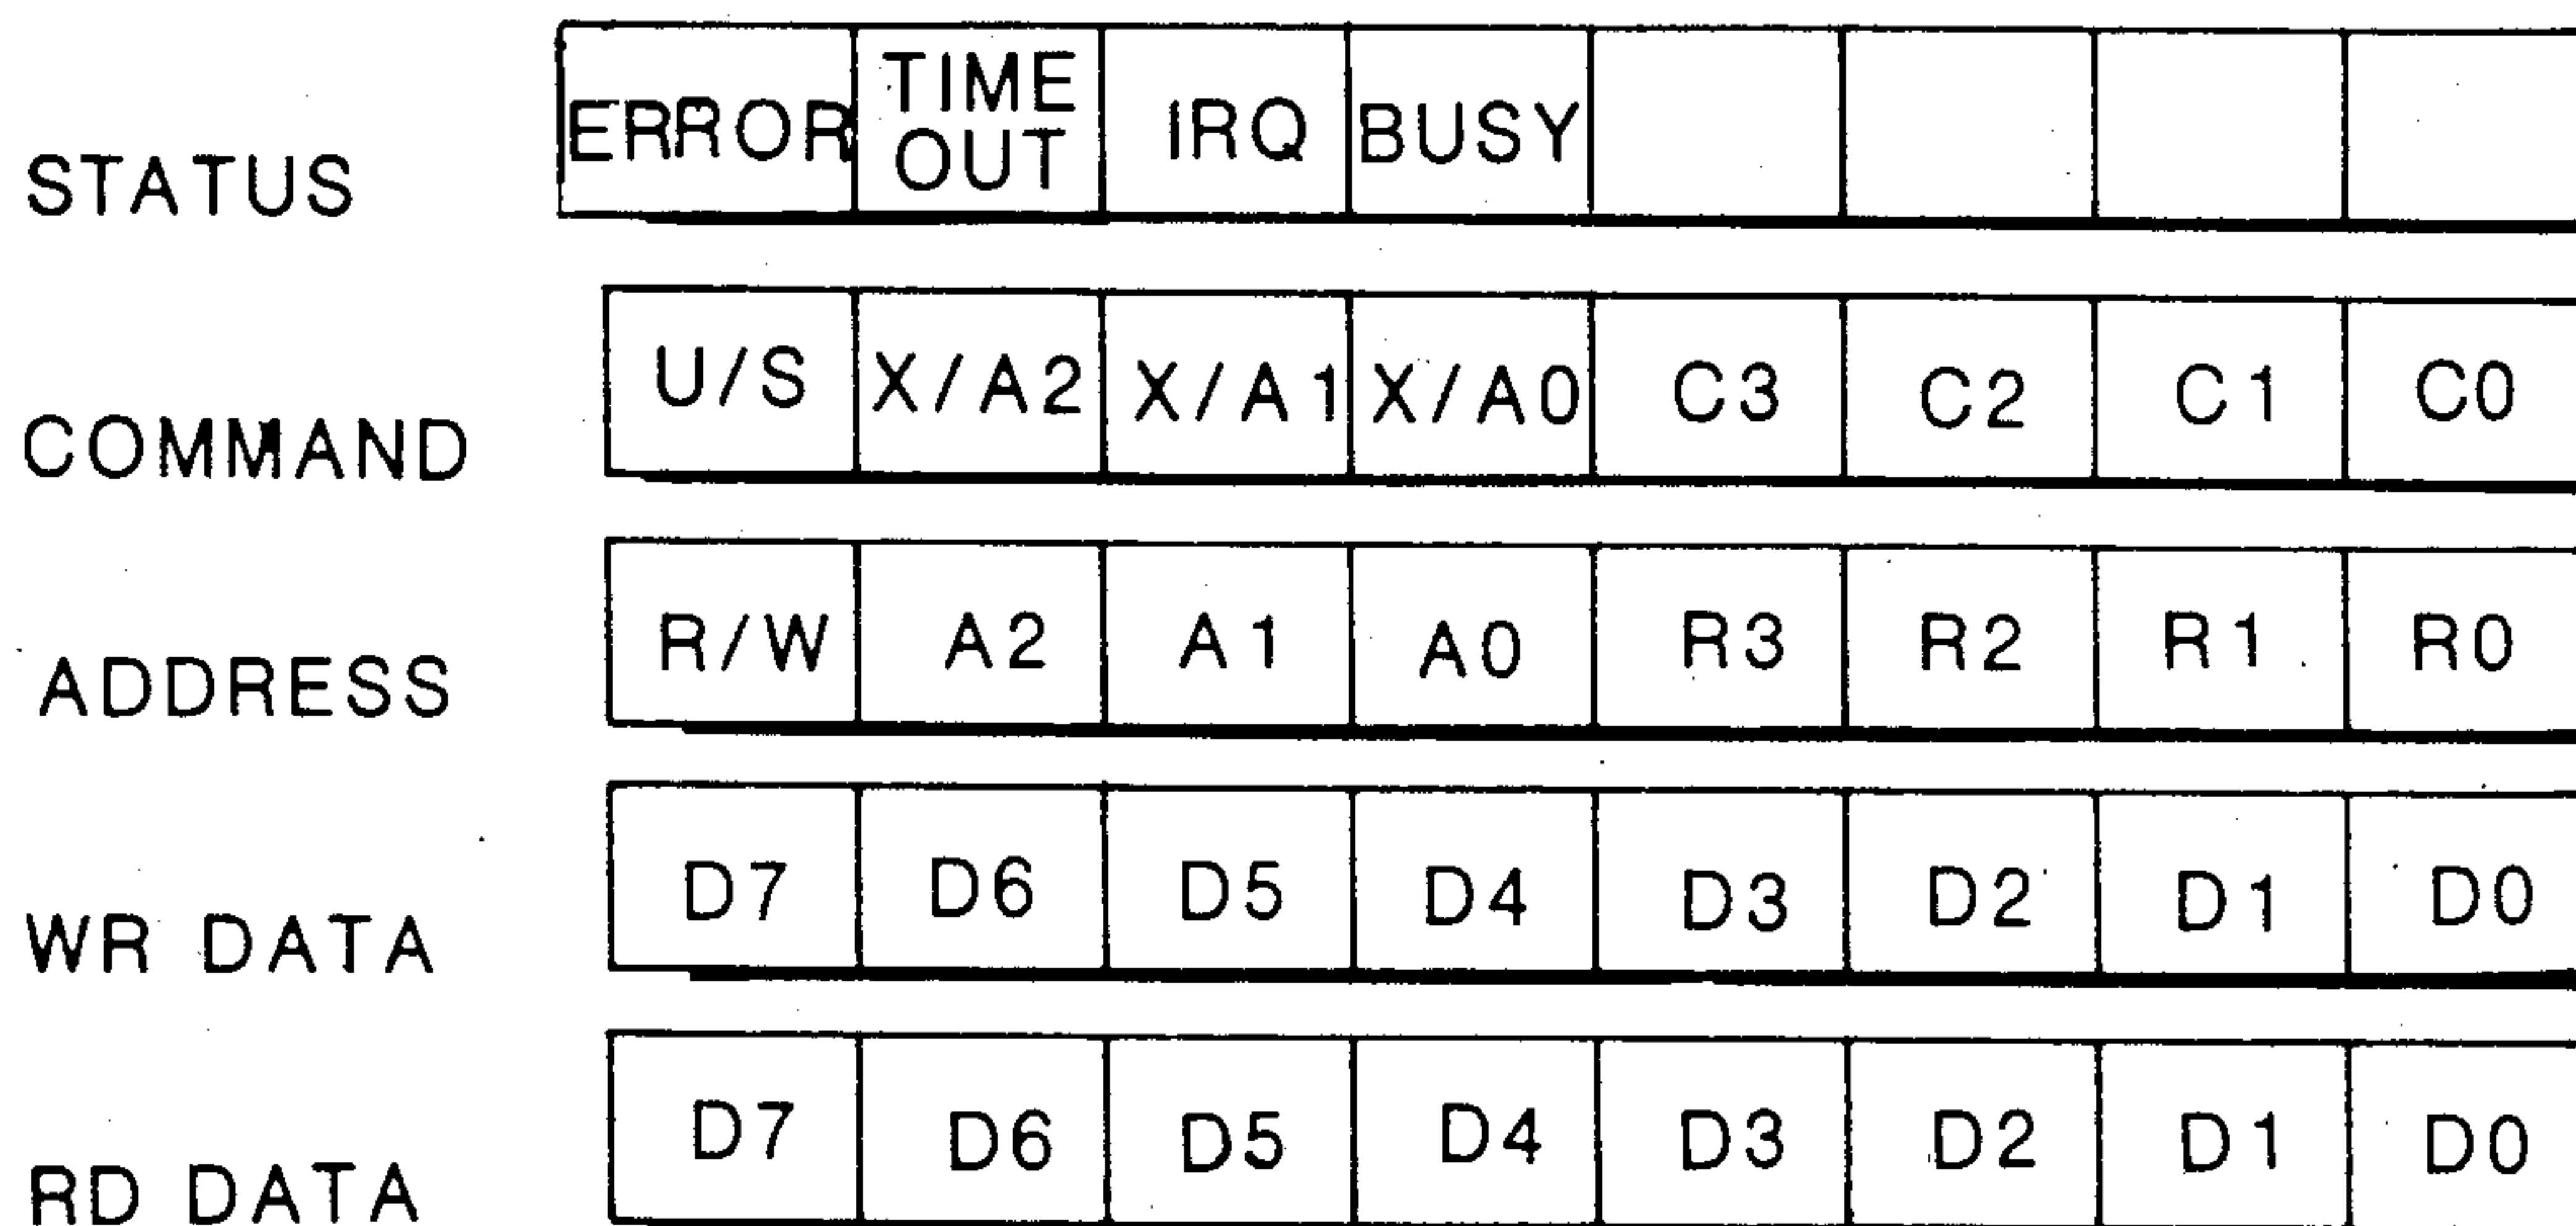 STATUS ERROR TIME OUT IRQ BUSY
COMMAND U/S X/A2 X/A1 X/A0 C3 C2 C1 C0
ADDRESS R/W A2 A1 A0 R3 R2 R1 R0
WR DATA D7 D6 D5 D4 D3 D2 D1 D0
RD DATA D7 D6 D5 D4 D3 D2 D1 D0